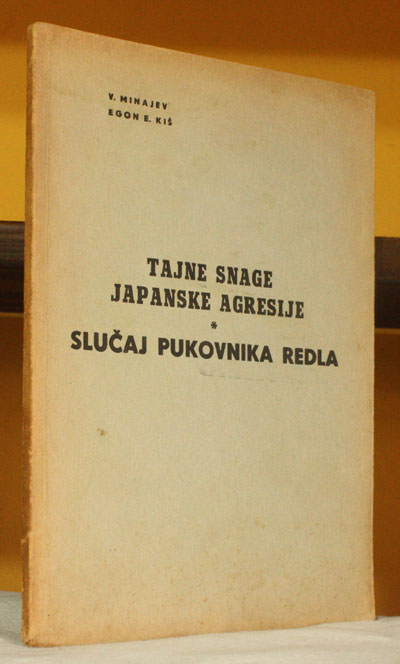 V. MINAJEV
EGON E. KIŠ
TAJNE SNAGE
JAPANSKE AGRESIJE
*
SLUČAJ PUKOVNIKA REDLA